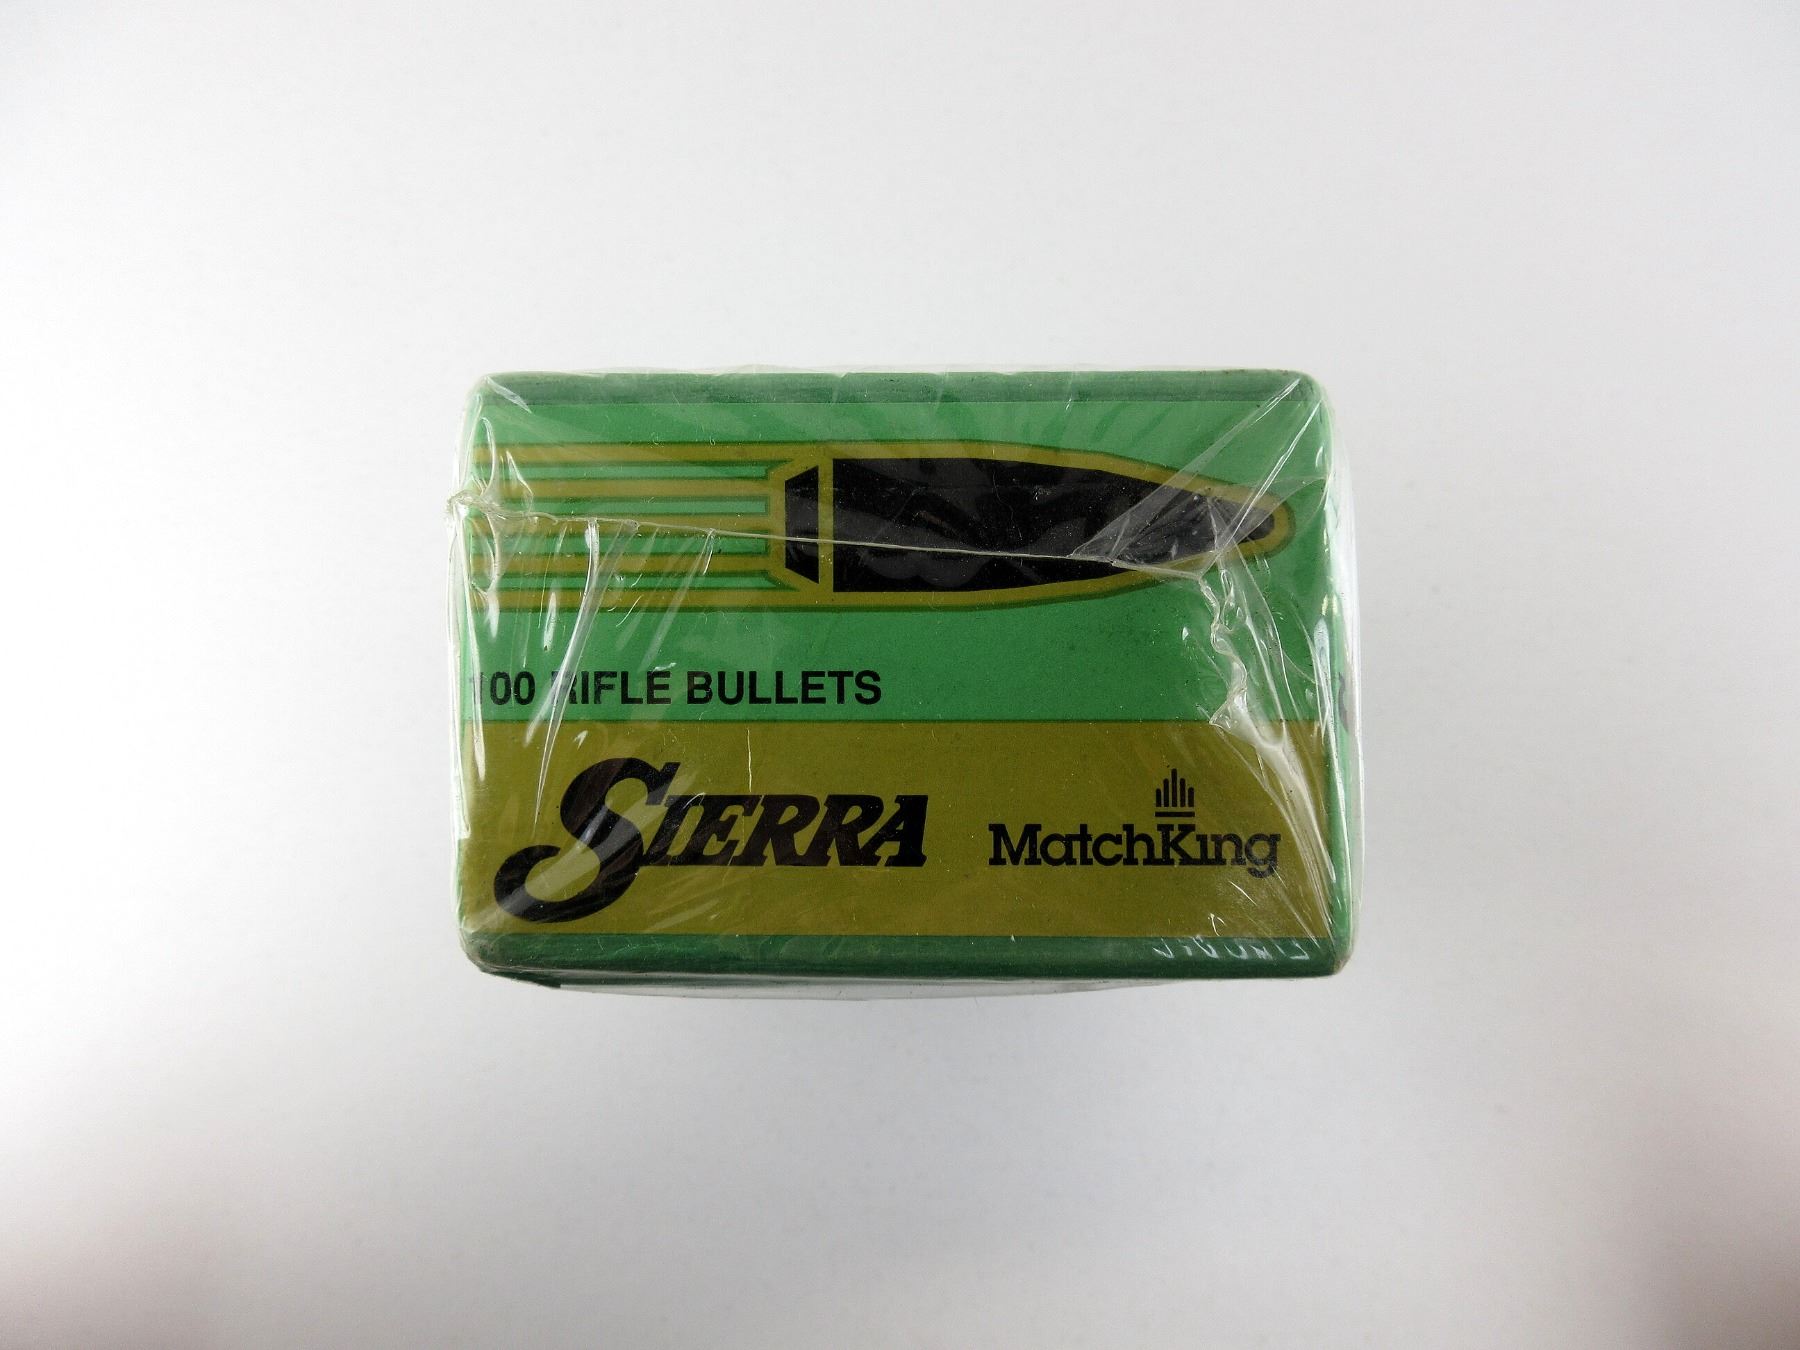 100 RIFLE BULLETS
SIERRA MatchKing